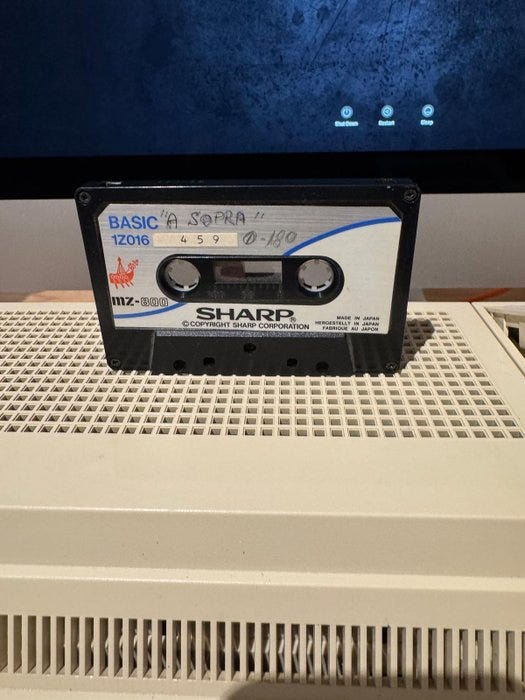 Shut Down
Restart
Sleep
BASIC "A SOPRA"
1Z016 459 0-180
mz-800
SHARP®
© COPYRIGHT SHARP CORPORATION
MADE IN JAPAN
HERGESTELLT IN JAPAN
FABRIQUÉ AU JAPON